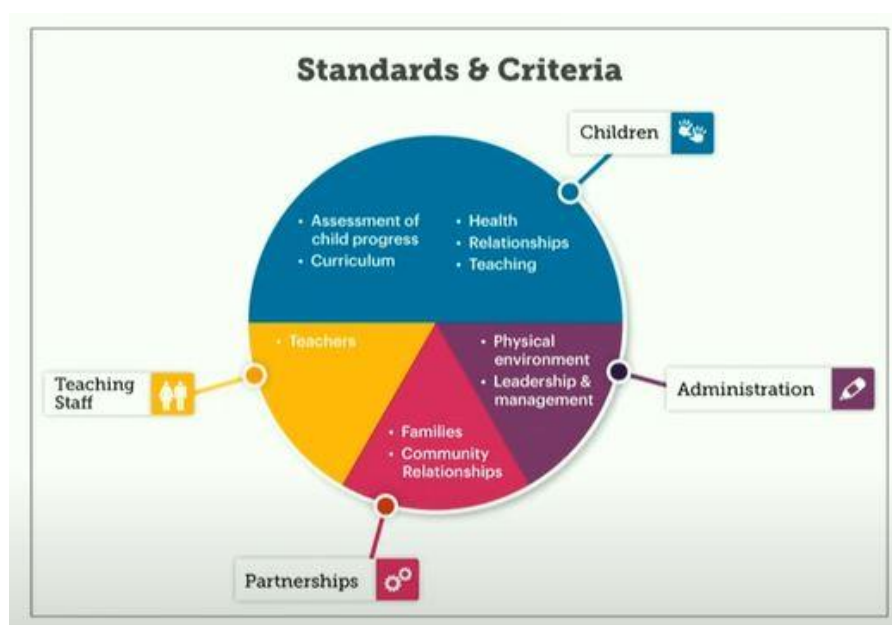 Standards & Criteria
Children
• Assessment of
child progress
• Curriculum
• Health
• Relationships
• Teaching
• Teachers
• Physical
environment
• Leadership &
management
Teaching
Staff
Administration
• Families
• Community
Relationships
Partnerships